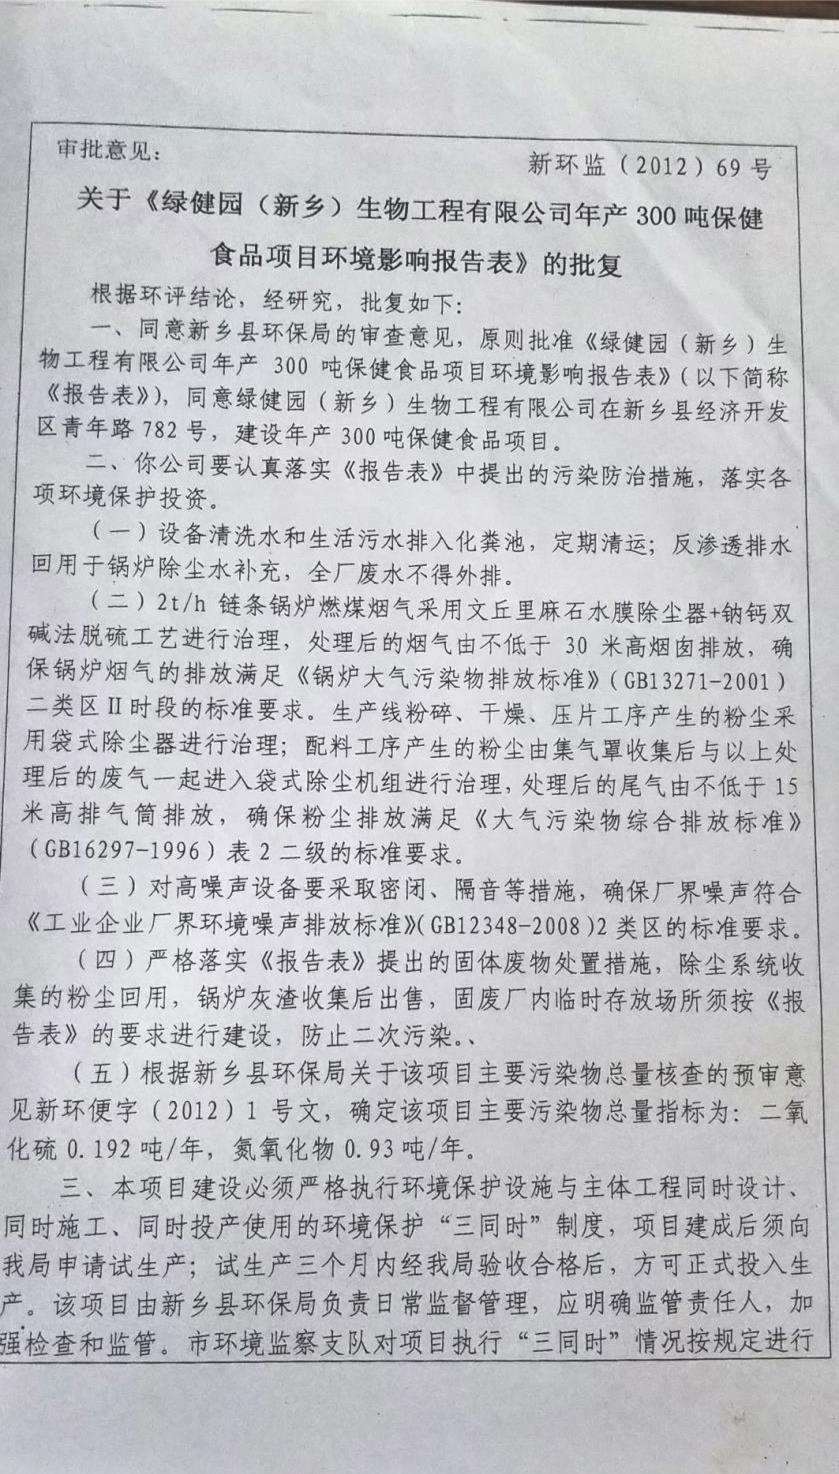 审批意见：
新环监（2012）69号
关于《绿健园（新乡）生物工程有限公司年产300吨保健
食品项目环境影响报告表》的批复
根据环评结论，经研究，批复如下：
一、同意新乡县环保局的审查意见，原则批准《绿健园（新乡）生
物工程有限公司年产 300 吨保健食品项目环境影响报告表》（以下简称
《报告表》），同意绿健园（新乡）生物工程有限公司在新乡县经济开发
区青年路782号，建设年产300吨保健食品项目。
二、你公司要认真落实《报告表》中提出的污染防治措施，落实各
项环境保护投资。
（一）设备清洗水和生活污水排入化粪池，定期清运；反渗透排水
回用于锅炉除尘水补充，全厂废水不得外排。
（二）2t/h 链条锅炉燃煤烟气采用文丘里麻石水膜除尘器+钠钙双
碱法脱硫工艺进行治理，处理后的烟气由不低于 30 米高烟囱排放，确
保锅炉烟气的排放满足《锅炉大气污染物排放标准》（GB13271-2001）
二类区Ⅱ时段的标准要求。生产线粉碎、干燥、压片工序产生的粉尘采
用袋式除尘器进行治理；配料工序产生的粉尘由集气罩收集后与以上处
理后的废气一起进入袋式除尘机组进行治理，处理后的尾气由不低于15
米高排气筒排放，确保粉尘排放满足《大气污染物综合排放标准》
（GB16297-1996）表2二级的标准要求。
（三）对高噪声设备要采取密闭、隔音等措施，确保厂界噪声符合
《工业企业厂界环境噪声排放标准》（GB12348-2008）2类区的标准要求。
（四）严格落实《报告表》提出的固体废物处置措施，除尘系统收
集的粉尘回用，锅炉灰渣收集后出售，固废厂内临时存放场所须按《报
告表》的要求进行建设，防止二次污染。、
（五）根据新乡县环保局关于该项目主要污染物总量核查的预审意
见新环便字（2012）1 号文，确定该项目主要污染物总量指标为：二氧
化硫0.192吨/年，氮氧化物0.93吨/年。
三、本项目建设必须严格执行环境保护设施与主体工程同时设计、
同时施工、同时投产使用的环境保护“三同时”制度，项目建成后须向
我局申请试生产；试生产三个月内经我局验收合格后，方可正式投入生
产。该项目由新乡县环保局负责日常监督管理，应明确监管责任人，加
强检查和监管。市环境监察支队对项目执行“三同时”情况按规定进行